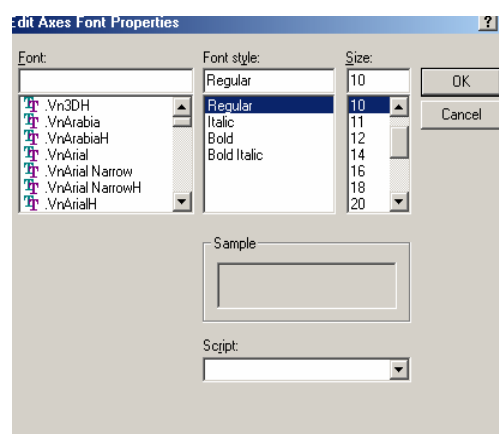 Edit Axes Font Properties ?
Font: Font style: Size:
Regular 10 OK
.Vn3DH Regular 10 Cancel
.VnArabia Italic 11
.VnArabiaH Bold 12
.VnArial Bold Italic 14
.VnArial Narrow 16
.VnArial NarrowH 18
.VnArialH 20
Sample
Script: